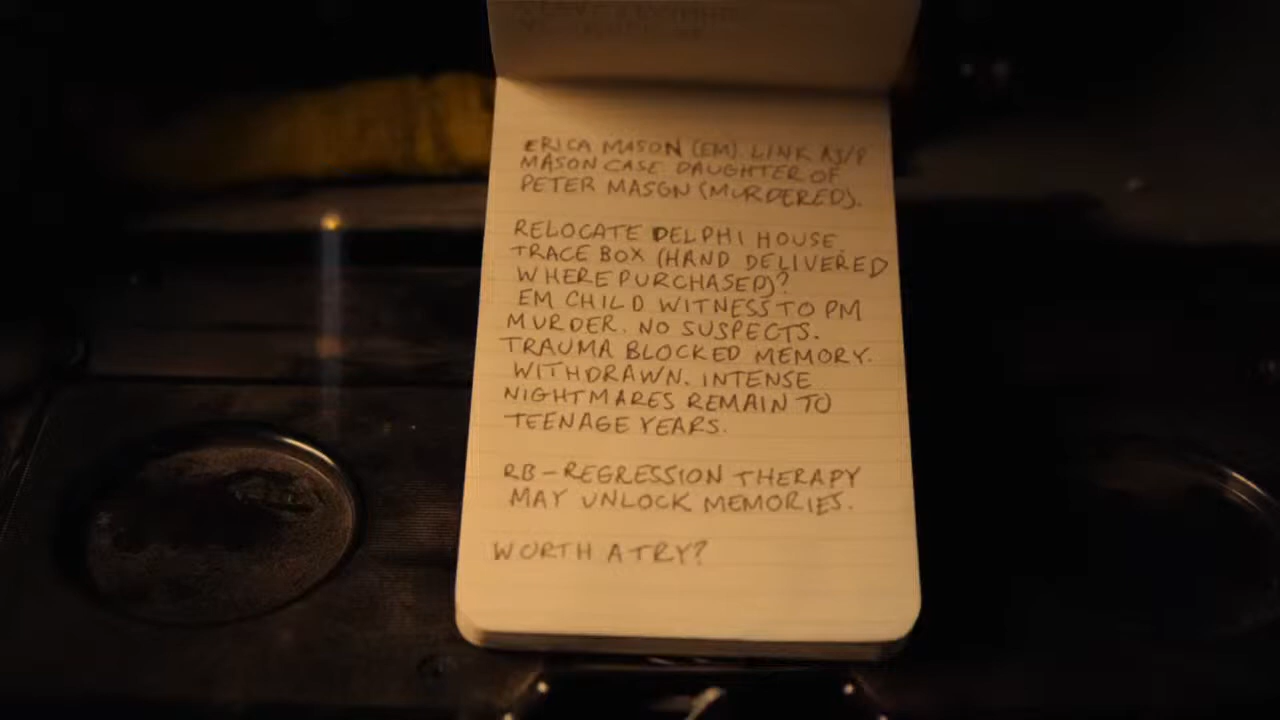 ERICA MASON (EM) LINK AJ/P
MASON CASE DAUGHTER OF
PETER MASON (MURDERED).
RELOCATE DELPHI HOUSE
TRACE BOX (HAND DELIVERED
WHERE PURCHASED)?
EM CHILD WITNESS TO PM
MURDER. NO SUSPECTS.
TRAUMA BLOCKED MEMORY.
WITHDRAWN. INTENSE
NIGHTMARES REMAIN TO
TEENAGE YEARS.
RB-REGRESSION THERAPY
MAY UNLOCK MEMORIES.
WORTH A TRY?